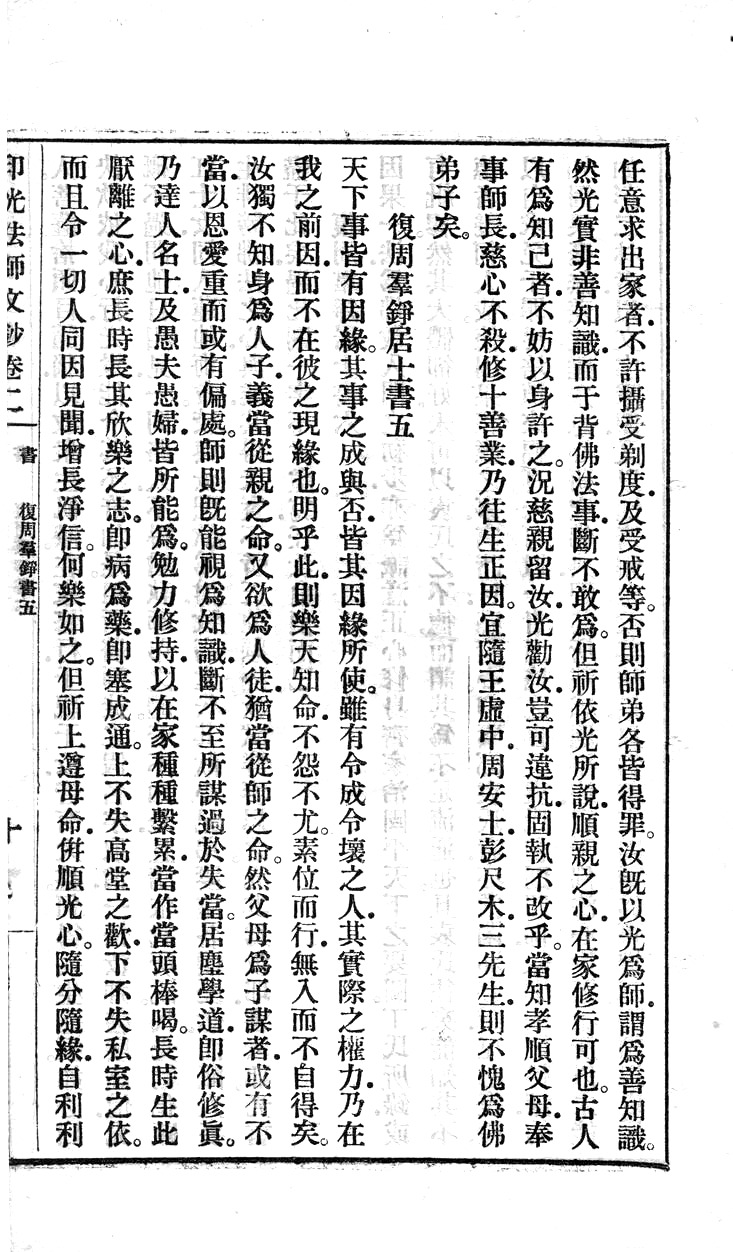 任意求出家者．不許攝受剃度．及受戒等。否則師弟各皆得罪。汝旣以光爲師．謂爲善知識。
然光實非善知識．而于背佛法事．斷不敢爲。但祈依光所說．順親之心．在家修行可也。古人
有爲知己者．不妨以身許之。況慈親留汝．光勸汝．豈可違抗．固執不改乎。當知孝順父母．奉
事師長．慈心不殺．修十善業．乃往生正因。宜隨王虛中．周安士．彭尺木．三先生．則不愧爲佛
弟子矣。
復周羣錚居士書五
天下事皆有因緣。其事之成與否．皆其因緣所使。雖有令成令壞之人．其實際之權力．乃在
我之前因．而不在彼之現緣也。明乎此．則樂天知命．不怨不尤。素位而行．無入而不自得矣。
汝獨不知身爲人子．義當從親之命。又欲爲人徒．猶當從師之命。然父母爲子謀者．或有不
當．以恩愛重而或有偏處。師則旣能視爲知識．斷不至所謀過於失當。居塵學道．卽俗修眞。
乃達人名士．及愚夫愚婦．皆所能爲。勉力修持．以在家種種繫累．當作當頭棒喝。長時生此
厭離之心．庶長時長其欣樂之志。卽病爲藥．卽塞成通。上不失高堂之歡．下不失私室之依。
而且令一切人同因見聞．增長淨信。何樂如之。但祈上遵母命．倂順光心。隨分隨緣．自利利
印光法師文鈔卷二 書 復周羣錚書五